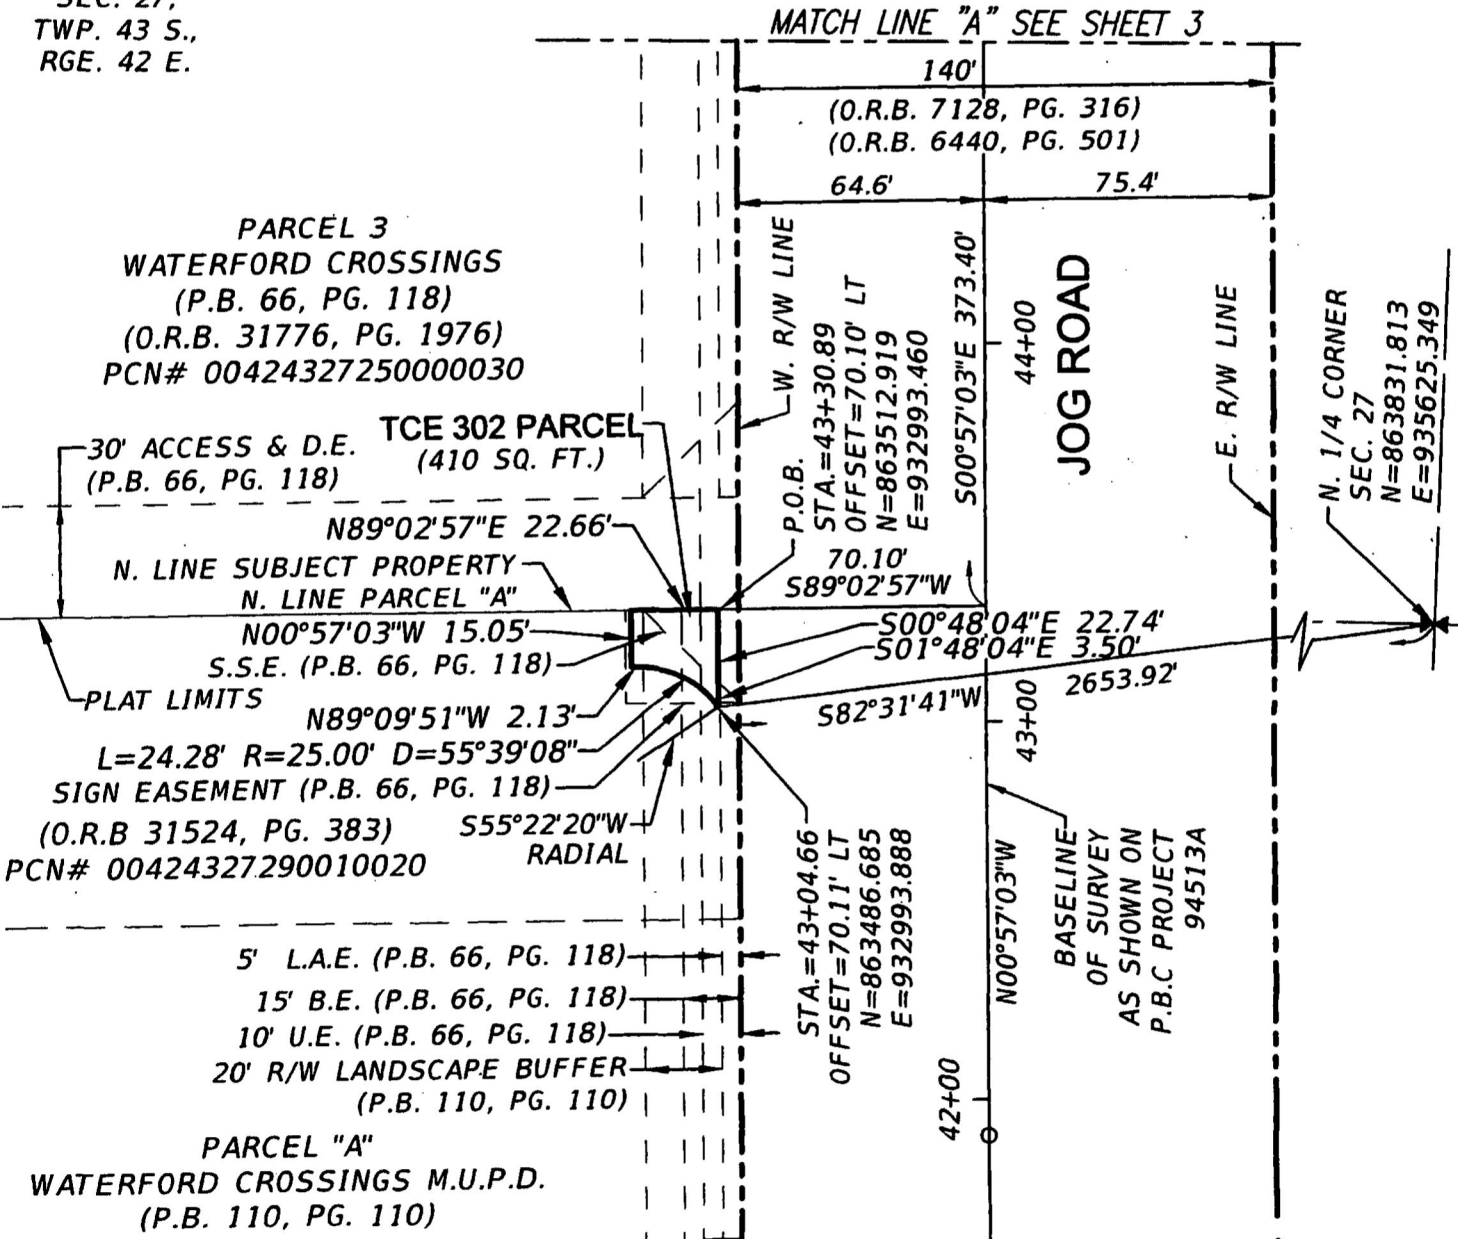 SEC. 27,
TWP. 43 S.,
RGE. 42 E.
MATCH LINE "A" SEE SHEET 3
140'
(O.R.B. 7128, PG. 316)
(O.R.B. 6440, PG. 501)
64.6'
75.4'
PARCEL 3
WATERFORD CROSSINGS
(P.B. 66, PG. 118)
(O.R.B. 31776, PG. 1976)
PCN# 00424327250000030
TCE 302 PARCEL
(410 SQ. FT.)
30' ACCESS & D.E.
(P.B. 66, PG. 118)
N89°02'57"E 22.66'
N. LINE SUBJECT PROPERTY
N. LINE PARCEL "A"
N00°57'03"W 15.05'
S.S.E. (P.B. 66, PG. 118)
PLAT LIMITS
N89°09'51"W 2.13'
L=24.28' R=25.00' D=55°39'08"
SIGN EASEMENT (P.B. 66, PG. 118)
(O.R.B 31524, PG. 383)
PCN# 00424327290010020
S55°22'20"W
RADIAL
W. R/W LINE
P.O.B.
STA.=43+30.89
OFFSET=70.10' LT
N=863512.919
E=932993.460
S00°57'03"E 373.40'
44+00
JOG ROAD
E. R/W LINE
N. 1/4 CORNER
SEC. 27
N=863831.813
E=935625.349
70.10'
S89°02'57"W
S00°48'04"E 22.74'
S01°48'04"E 3.50'
S82°31'41"W
2653.92'
43+00
STA.=43+04.66
OFFSET=70.11' LT
N=863486.685
E=932993.888
N00°57'03"W
BASELINE
OF SURVEY
AS SHOWN ON
P.B.C PROJECT
94513A
42+00
5' L.A.E. (P.B. 66, PG. 118)
15' B.E. (P.B. 66, PG. 118)
10' U.E. (P.B. 66, PG. 118)
20' R/W LANDSCAPE BUFFER
(P.B. 110, PG. 110)
PARCEL "A"
WATERFORD CROSSINGS M.U.P.D.
(P.B. 110, PG. 110)